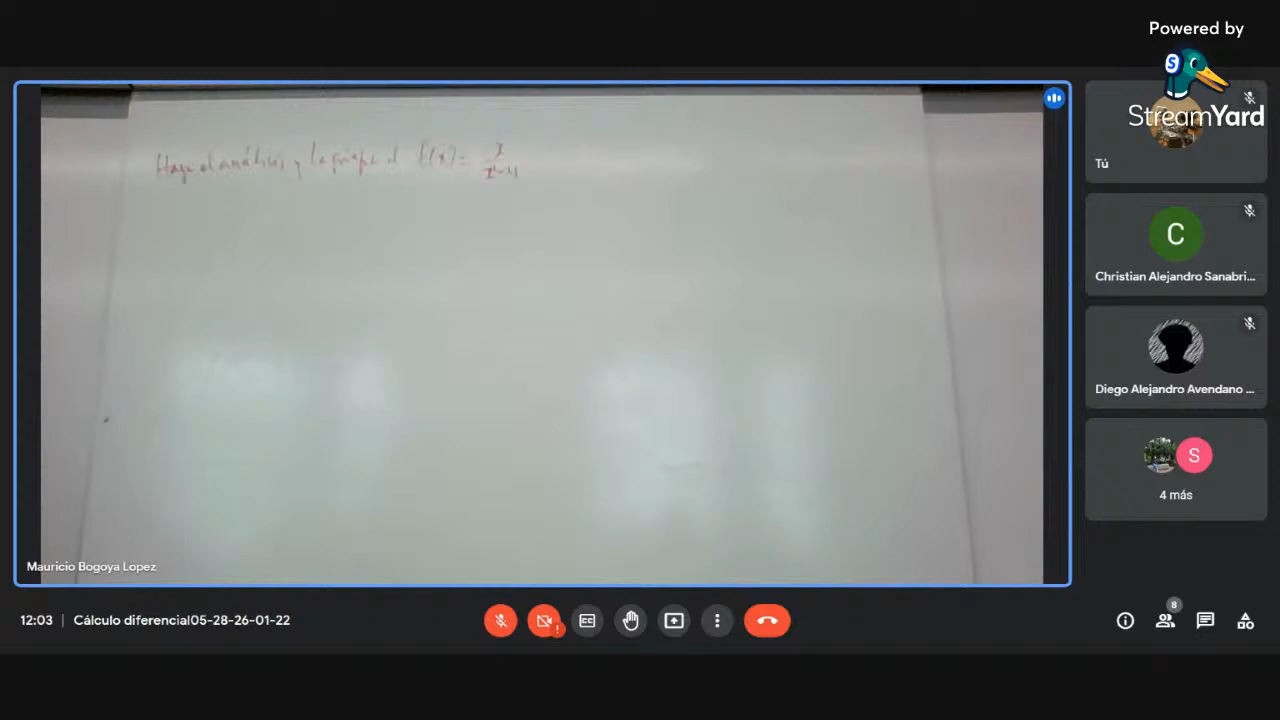 Powered by
StreamYard
Haga el análisis y la gráfica d f(x) = x / x²-4
Tú
C
Christian Alejandro Sanabri...
Diego Alejandro Avendano ...
S
4 más
Mauricio Bogoya Lopez
12:03 | Cálculo diferencial05-28-26-01-22
8